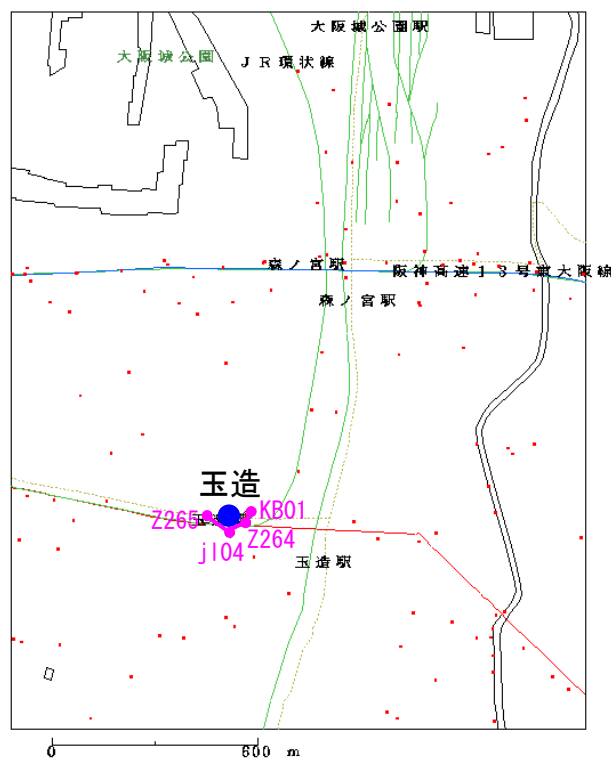 大阪城公園駅
大阪城公園
ＪＲ環状線
森ノ宮駅
阪神高速１３号東大阪線
森ノ宮駅
玉造
KB01
Z265
Z264
jl04
玉造駅
0 600 m